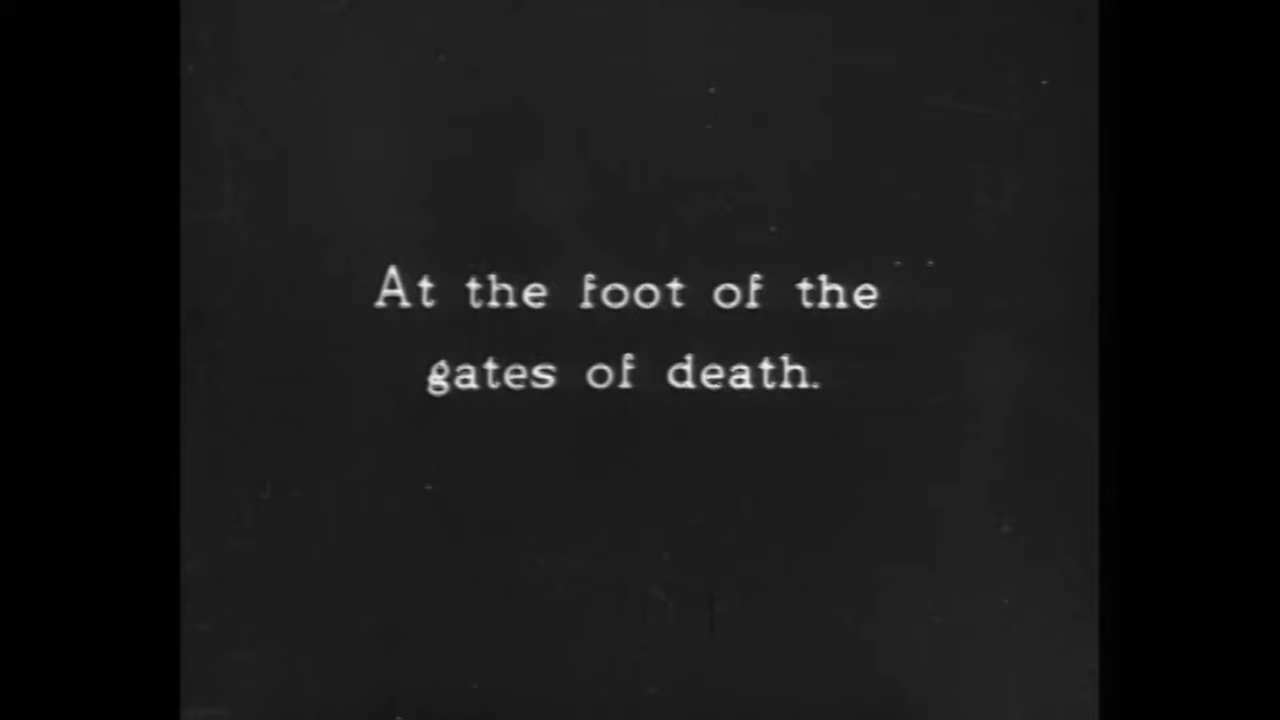 At the foot of the
gates of death.